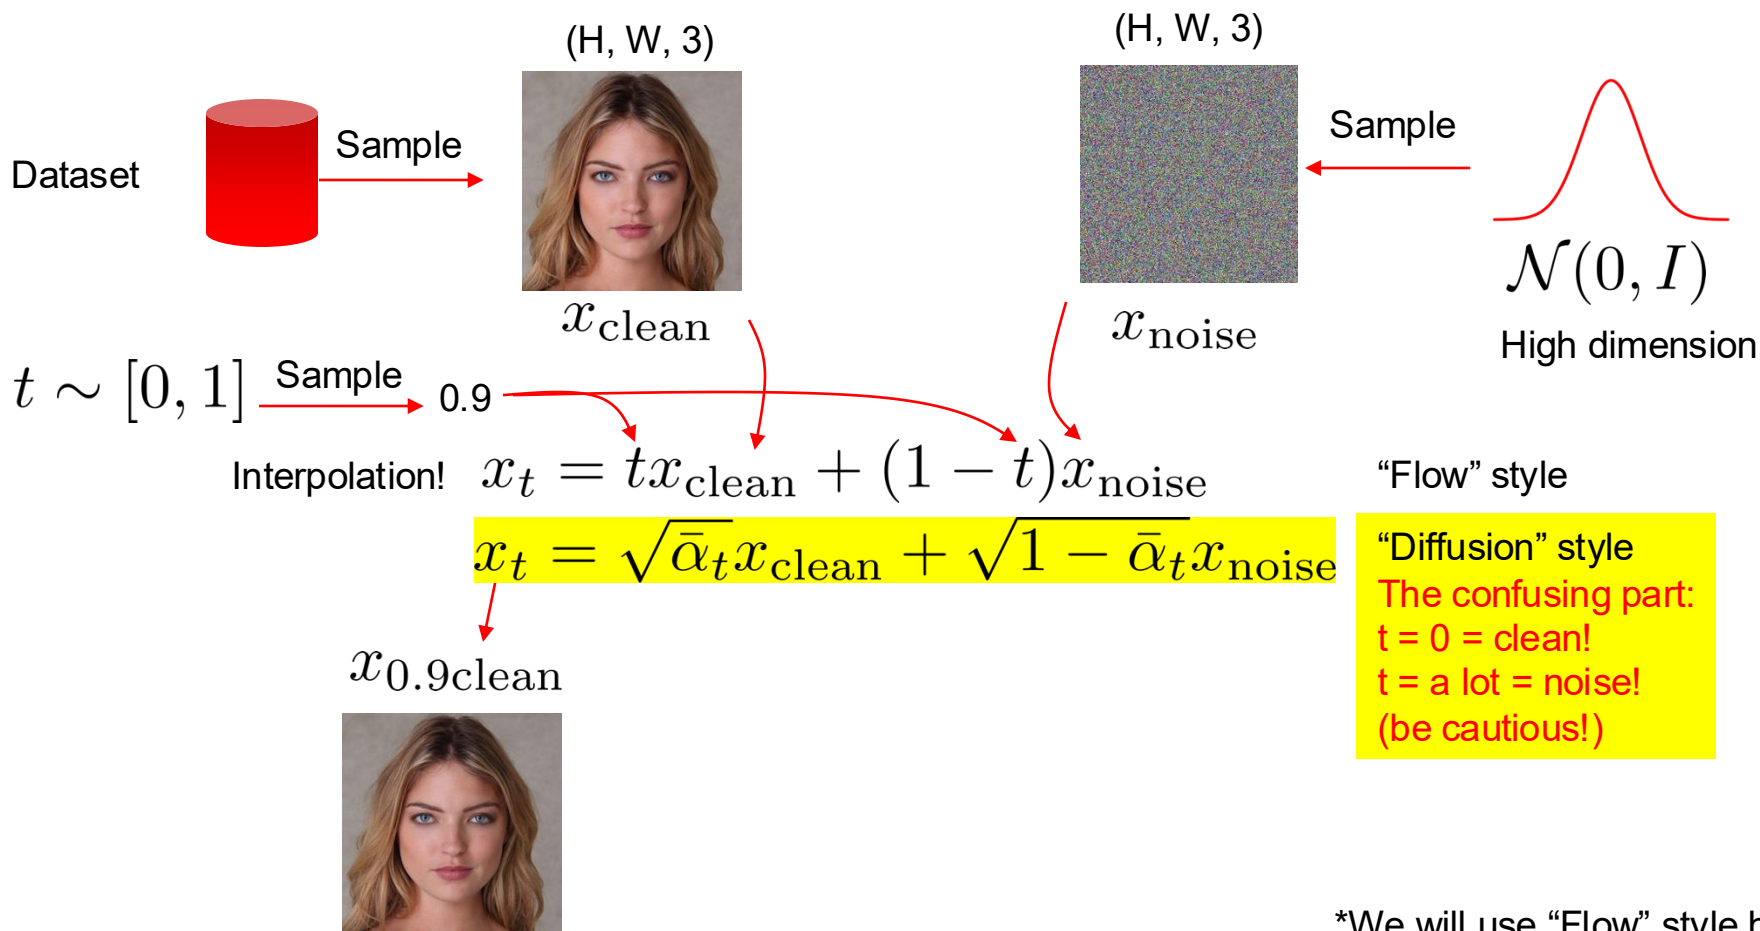 (H, W, 3)
(H, W, 3)
Dataset
Sample
Sample
x_clean
x_noise
𝒩(0, I)
High dimension
t ∼ [0, 1]
Sample
0.9
Interpolation!
x_t = tx_clean + (1 − t)x_noise
“Flow” style
x_t = √ᾱ_t x_clean + √1 − ᾱ_t x_noise
“Diffusion” style
The confusing part:
t = 0 = clean!
t = a lot = noise!
(be cautious!)
x_0.9clean
*We will use “Flow” style